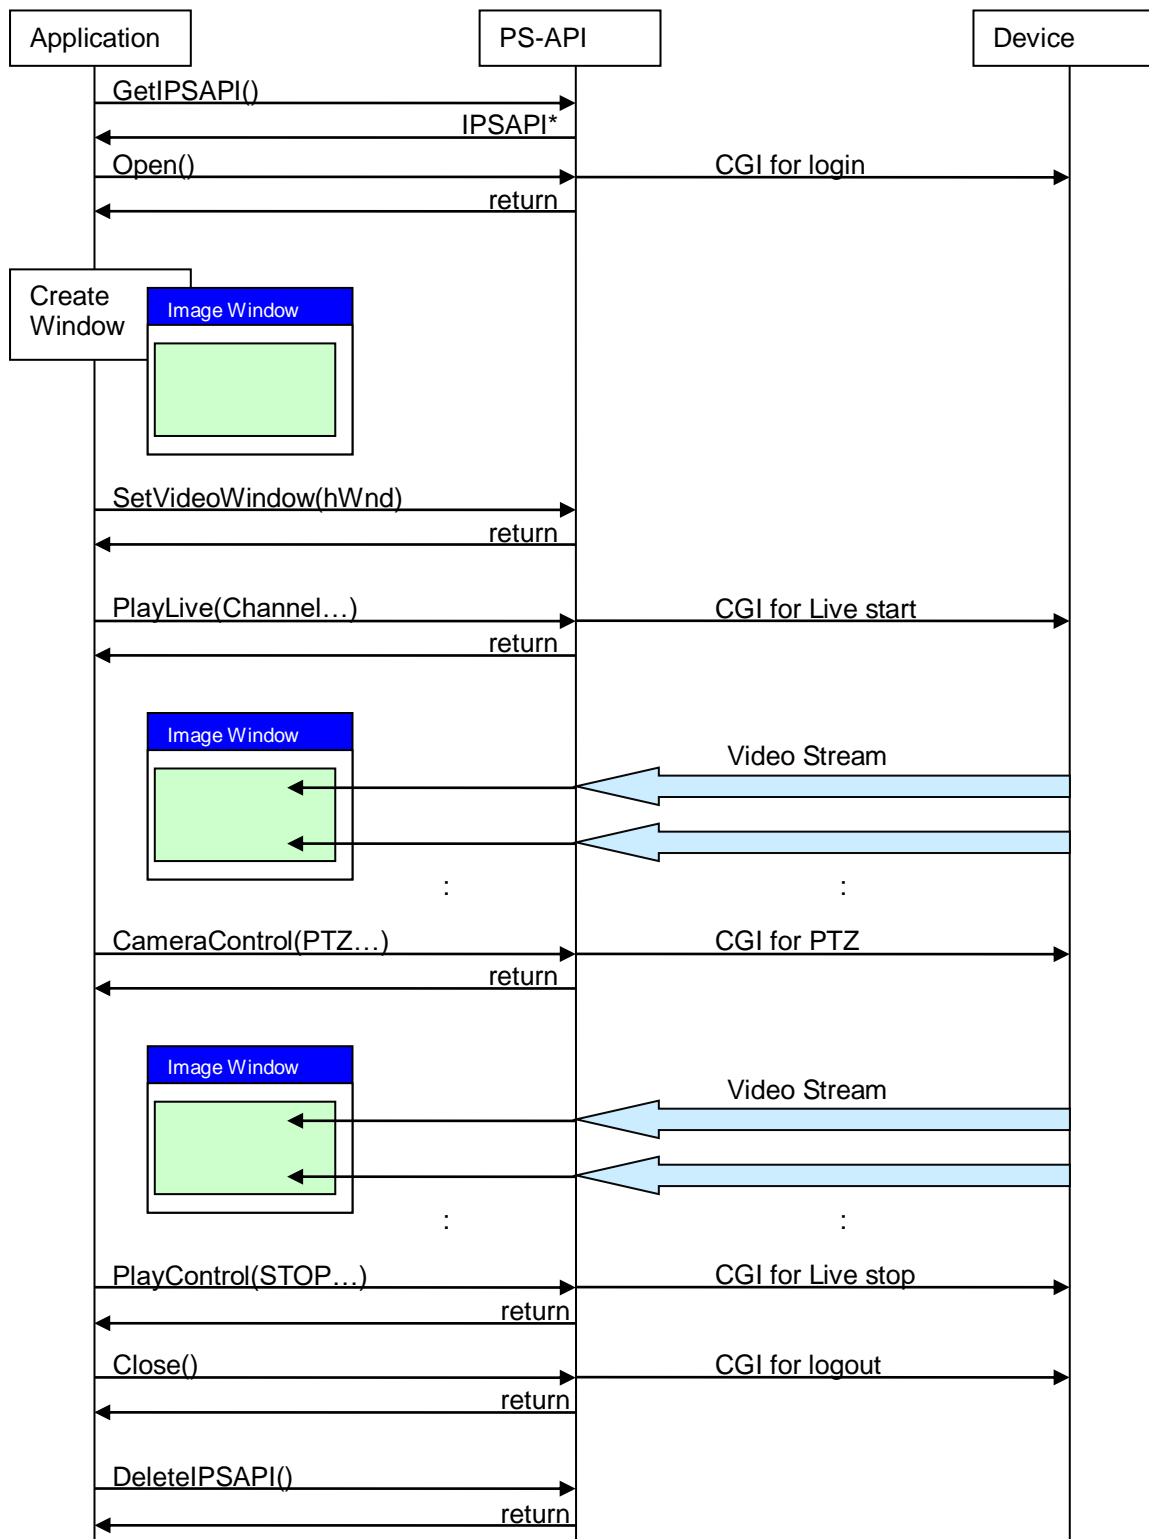 Application
PS-API
Device
GetIPSAPI()
IPSAPI*
Open()
CGI for login
return
Create
Window
Image Window
SetVideoWindow(hWnd)
return
PlayLive(Channel…)
CGI for Live start
return
Image Window
Video Stream
:
:
CameraControl(PTZ…)
CGI for PTZ
return
Image Window
Video Stream
:
:
PlayControl(STOP…)
CGI for Live stop
return
Close()
CGI for logout
return
DeleteIPSAPI()
return